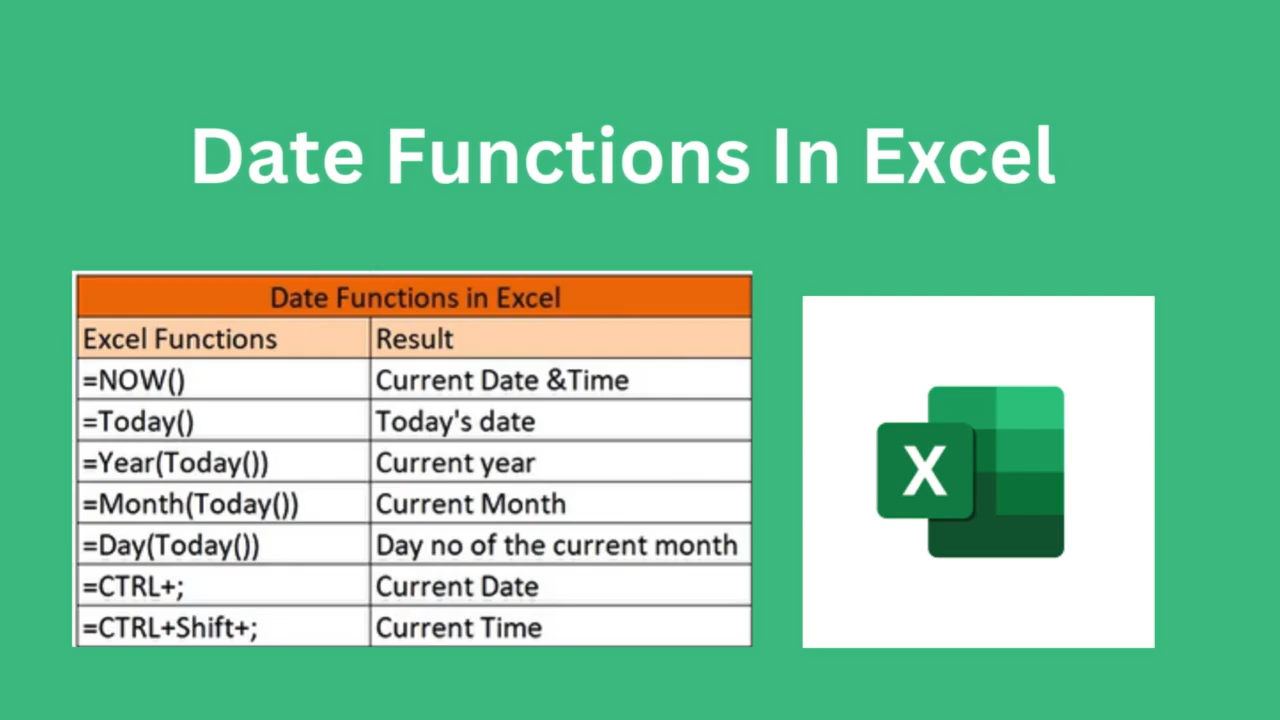 Date Functions In Excel
Date Functions in Excel
Excel Functions Result
=NOW() Current Date &Time
=Today() Today's date
=Year(Today()) Current year
=Month(Today()) Current Month
=Day(Today()) Day no of the current month
=CTRL+; Current Date
=CTRL+Shift+; Current Time
X